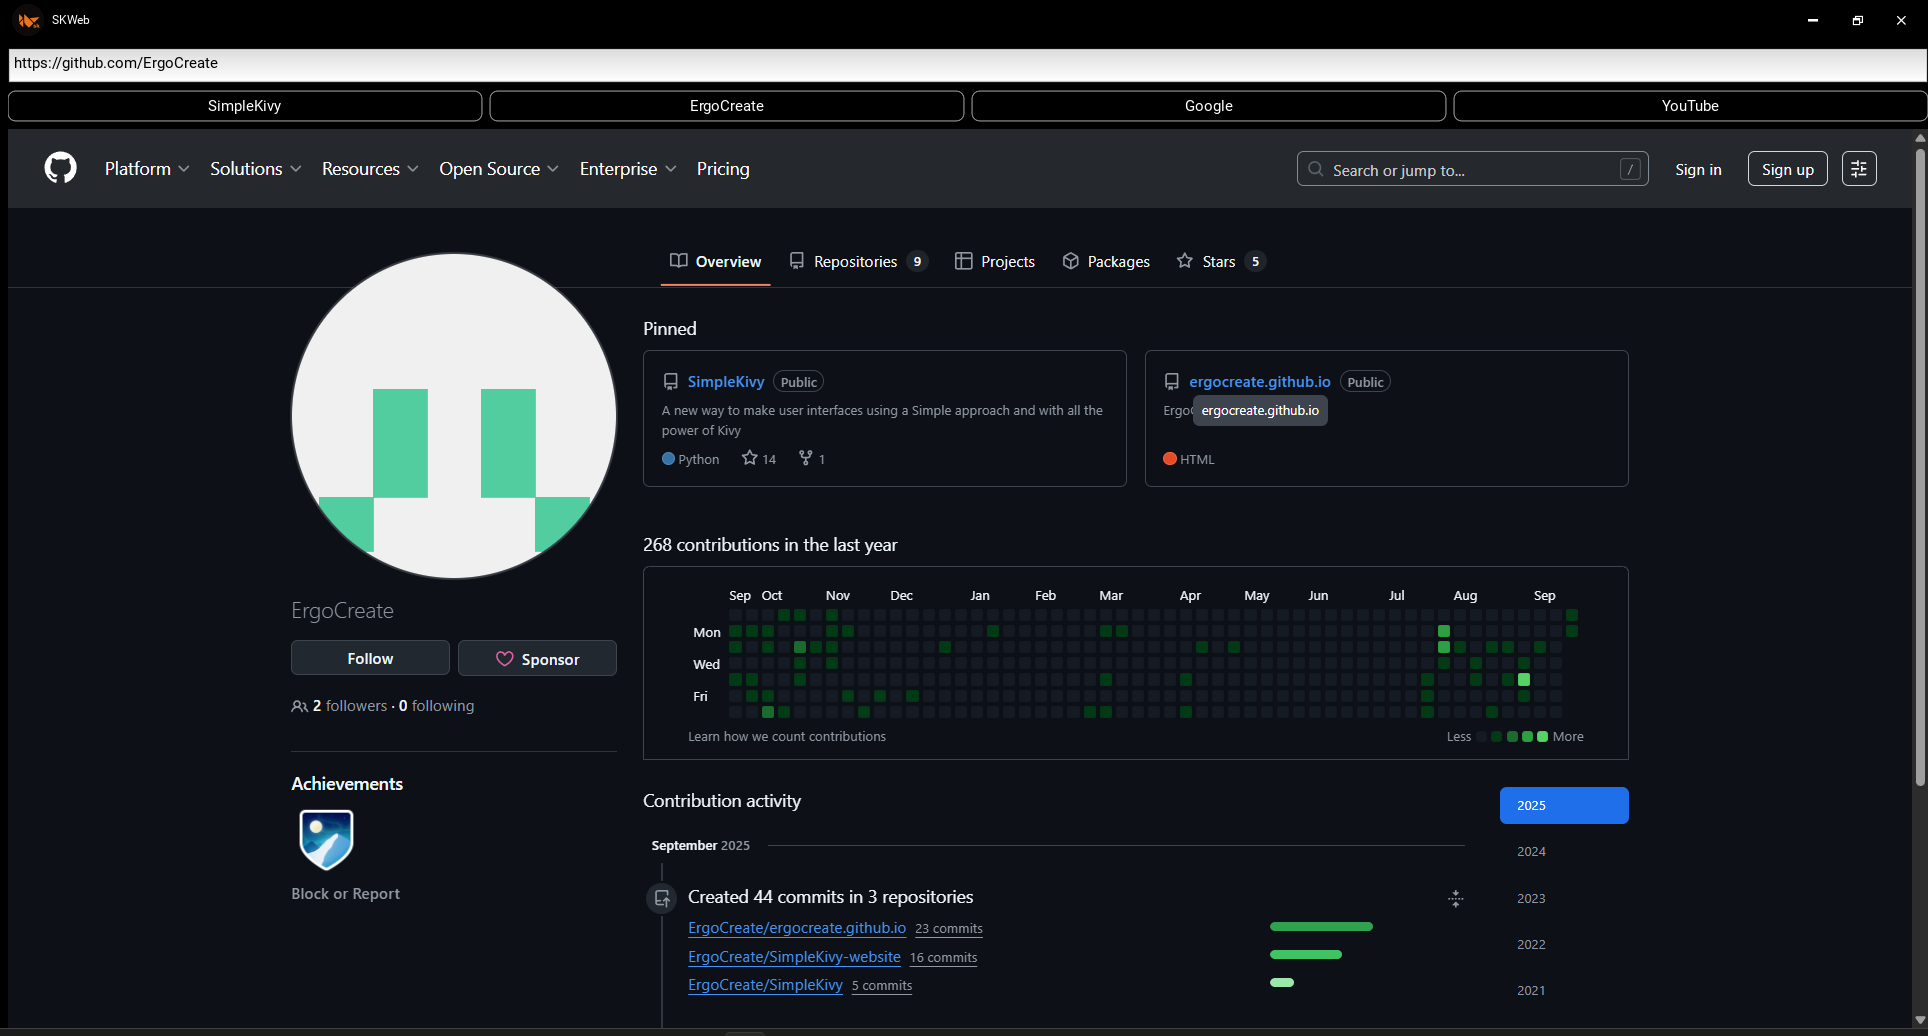 SKWeb
https://github.com/ErgoCreate
SimpleKivy ErgoCreate Google YouTube
Platform Solutions Resources Open Source Enterprise Pricing Search or jump to... / Sign in Sign up
Overview Repositories 9 Projects Packages Stars 5
Pinned
SimpleKivy Public
A new way to make user interfaces using a Simple approach and with all the
power of Kivy
Python 14 1
ergocreate.github.io Public
ergocreate.github.io
HTML
268 contributions in the last year
Sep Oct Nov Dec Jan Feb Mar Apr May Jun Jul Aug Sep
Mon
Wed
Fri
Learn how we count contributions Less More
ErgoCreate
Follow Sponsor
2 followers · 0 following
Achievements
Block or Report
Contribution activity
September 2025
Created 44 commits in 3 repositories
ErgoCreate/ergocreate.github.io 23 commits
ErgoCreate/SimpleKivy-website 16 commits
ErgoCreate/SimpleKivy 5 commits
2025
2024
2023
2022
2021